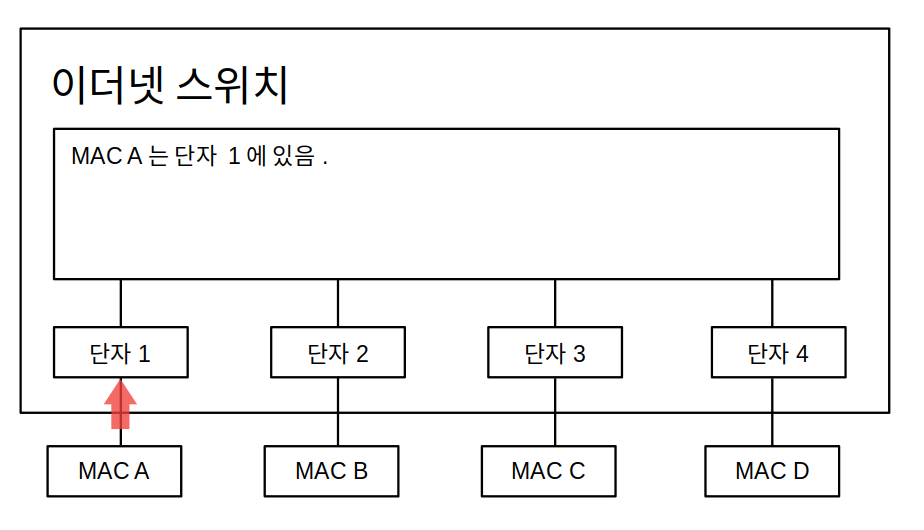 이더넷 스위치
MAC A 는 단자 1 에 있음 .
단자 1
단자 2
단자 3
단자 4
MAC A
MAC B
MAC C
MAC D